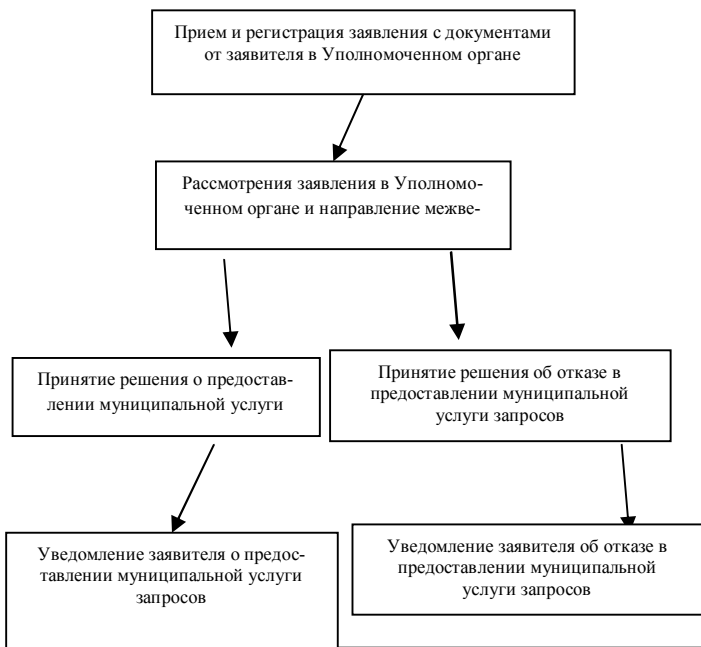 Прием и регистрация заявления с документами
от заявителя в Уполномоченном органе
Рассмотрения заявления в Уполномо-
ченном органе и направление межве-
Принятие решения о предостав-
лении муниципальной услуги
Принятие решения об отказе в
предоставлении муниципальной
услуги запросов
Уведомление заявителя о предос-
тавлении муниципальной услуги
запросов
Уведомление заявителя об отказе в
предоставлении муниципальной
услуги запросов